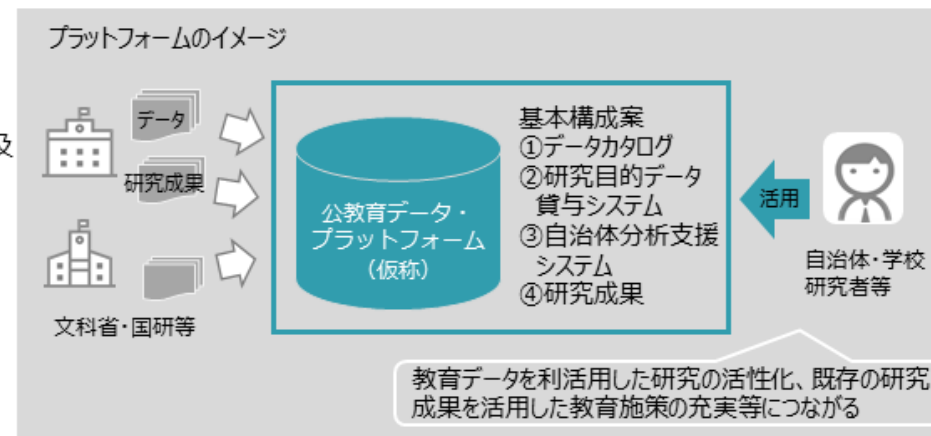 プラットフォームのイメージ
及
データ
研究成果
文科省・国研等
公教育データ・
プラットフォーム
（仮称）
基本構成案
①データカタログ
②研究目的データ
貸与システム
③自治体分析支援
システム
④研究成果
活用
自治体・学校
研究者等
教育データを利活用した研究の活性化、既存の研究
成果を活用した教育施策の充実等につながる